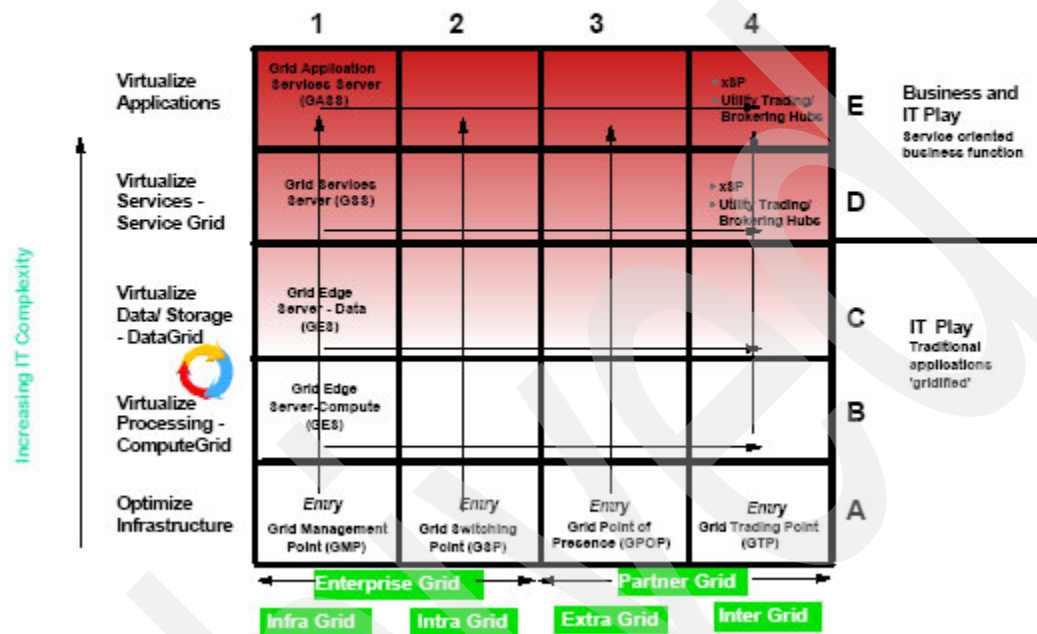 1 2 3 4
Virtualize
Applications
Grid Application
Services Server
(GASS)
xSP
Utility Trading/
Brokering Hubs
E
Business and
IT Play
Service oriented
business function
Virtualize
Services -
Service Grid
Grid Services
Server (GSS)
xSP
Utility Trading/
Brokering Hubs
D
Increasing IT Complexity
Virtualize
Data/ Storage
- DataGrid
Grid Edge
Server - Data
(GES)
C
IT Play
Traditional
applications
'gridified'
Virtualize
Processing -
ComputeGrid
Grid Edge
Server-Compute
(GES)
B
Optimize
Infrastructure
Entry
Grid Management
Point (GMP)
Entry
Grid Switching
Point (GSP)
Entry
Grid Point of
Presence (GPOP)
Entry
Grid Trading Point
(GTP)
A
Enterprise Grid
Partner Grid
Infra Grid
Intra Grid
Extra Grid
Inter Grid